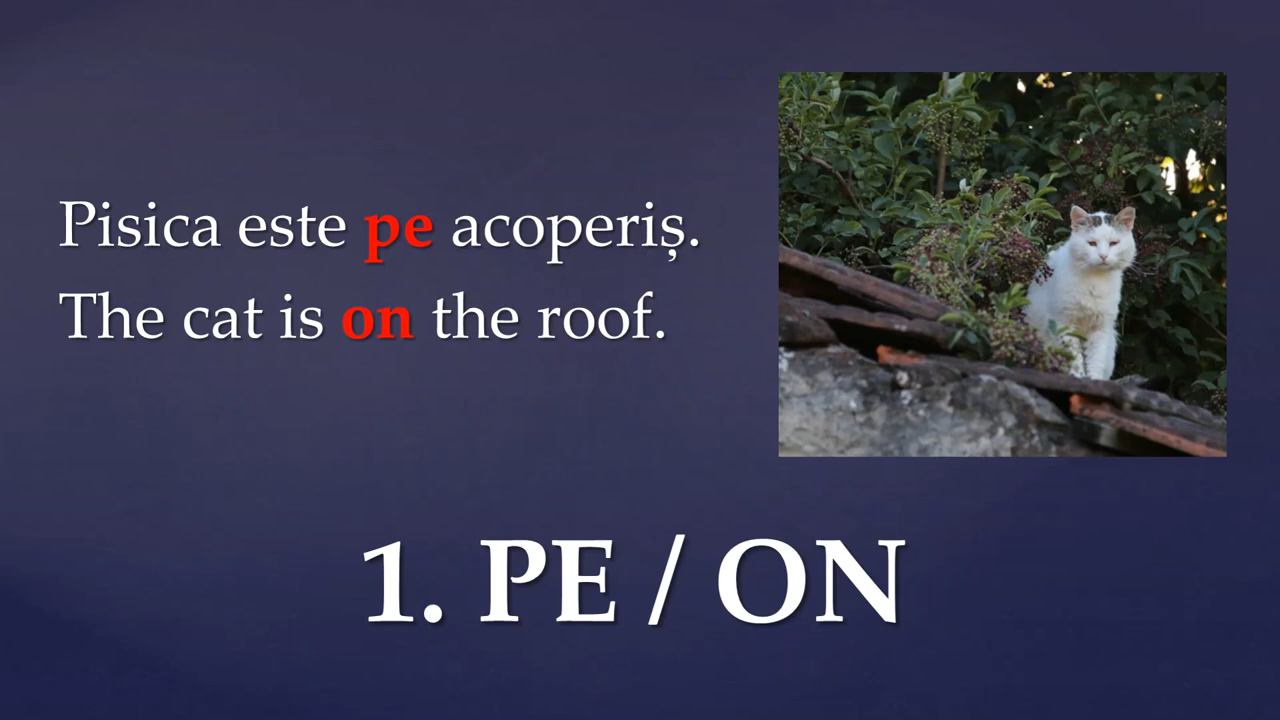 Pisica este pe acoperiș.
The cat is on the roof.
1. PE / ON